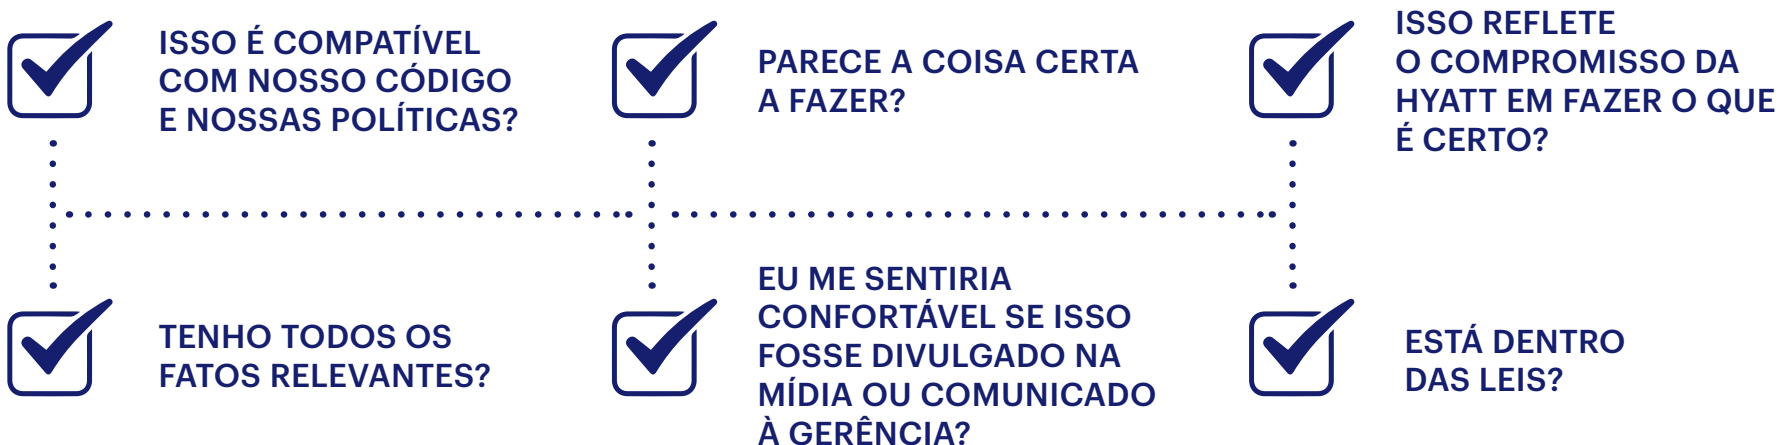 ISSO É COMPATÍVEL
COM NOSSO CÓDIGO
E NOSSAS POLÍTICAS?
PARECE A COISA CERTA
A FAZER?
ISSO REFLETE
O COMPROMISSO DA
HYATT EM FAZER O QUE
É CERTO?
TENHO TODOS OS
FATOS RELEVANTES?
EU ME SENTIRIA
CONFORTÁVEL SE ISSO
FOSSE DIVULGADO NA
MÍDIA OU COMUNICADO
À GERÊNCIA?
ESTÁ DENTRO
DAS LEIS?